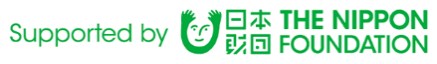 Supported by
日本
財団
THE NIPPON
FOUNDATION